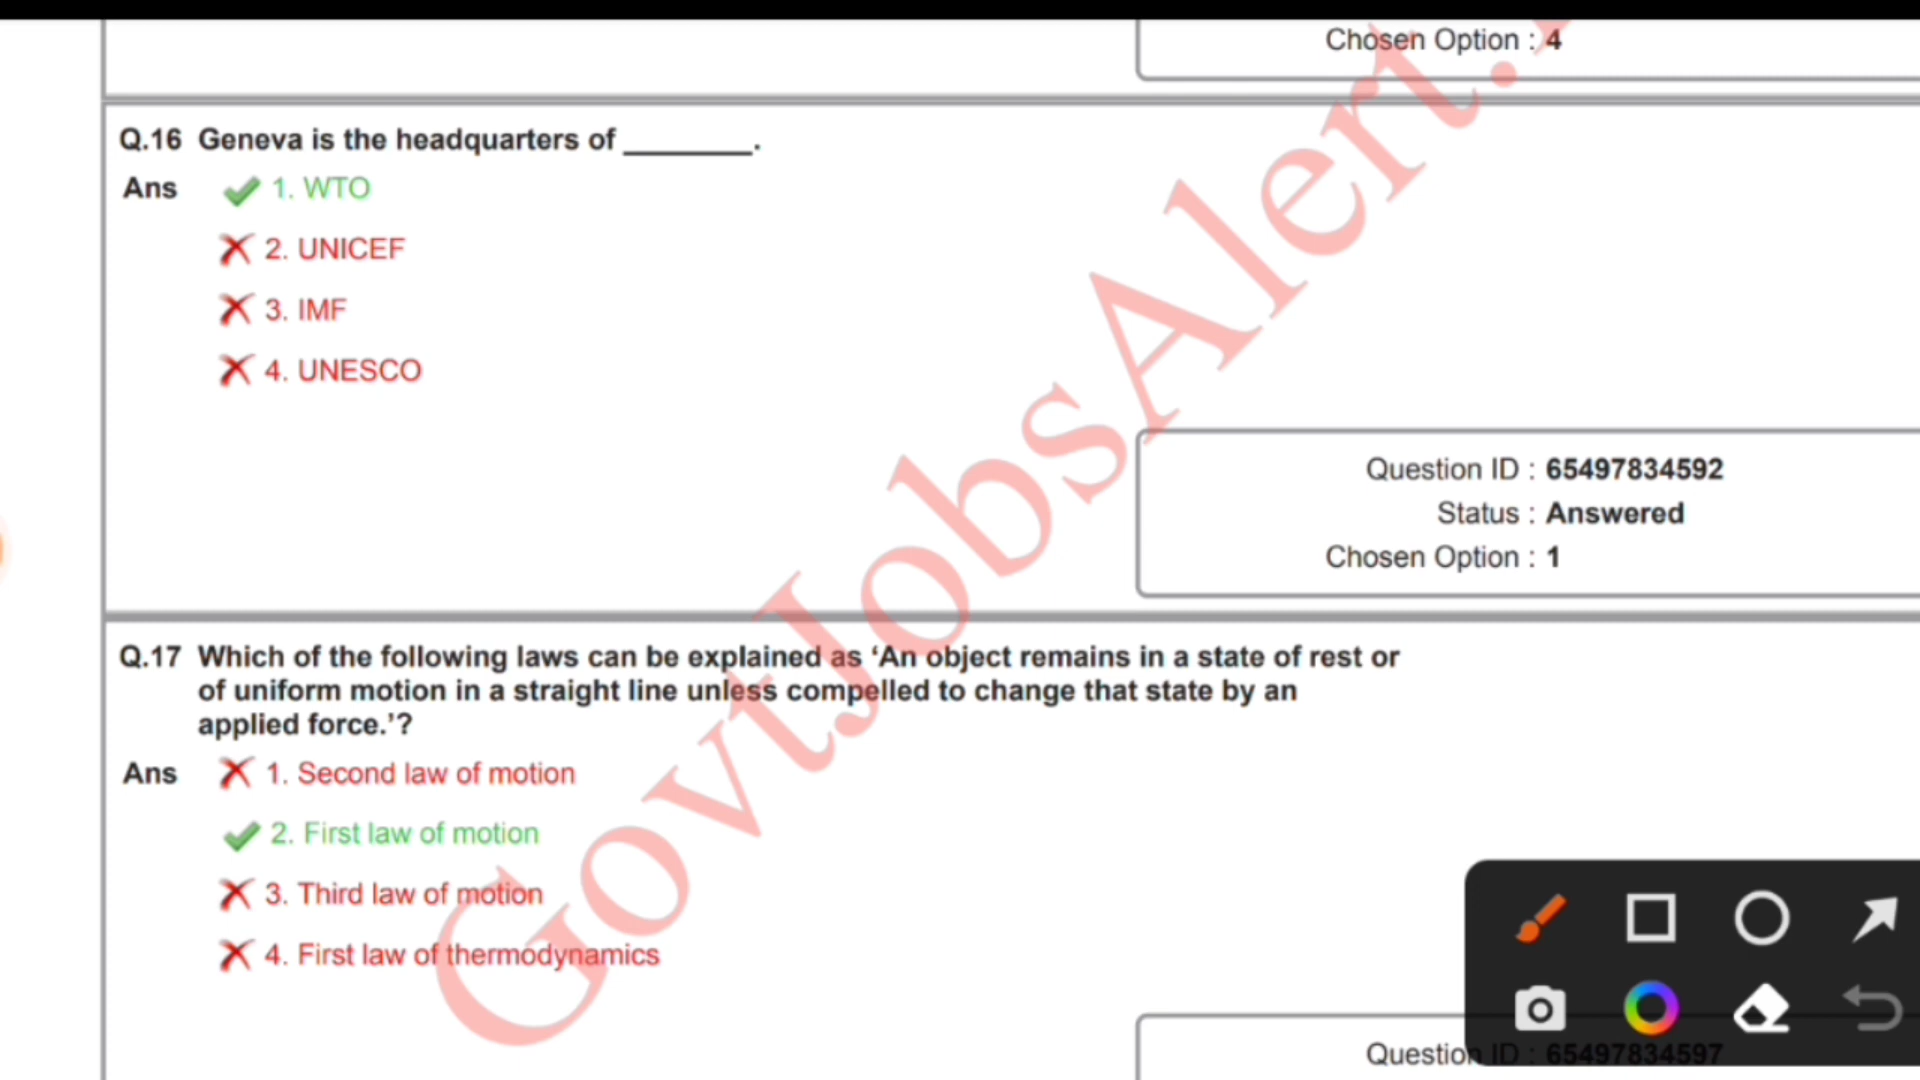 Chosen Option : 4
Q.16 Geneva is the headquarters of ________.
Ans 1. WTO
2. UNICEF
3. IMF
4. UNESCO
Question ID : 65497834592
Status : Answered
Chosen Option : 1
Q.17 Which of the following laws can be explained as ‘An object remains in a state of rest or
of uniform motion in a straight line unless compelled to change that state by an
applied force.’?
Ans 1. Second law of motion
2. First law of motion
3. Third law of motion
4. First law of thermodynamics
Question ID : 65497834597
GovtJobsAlert.